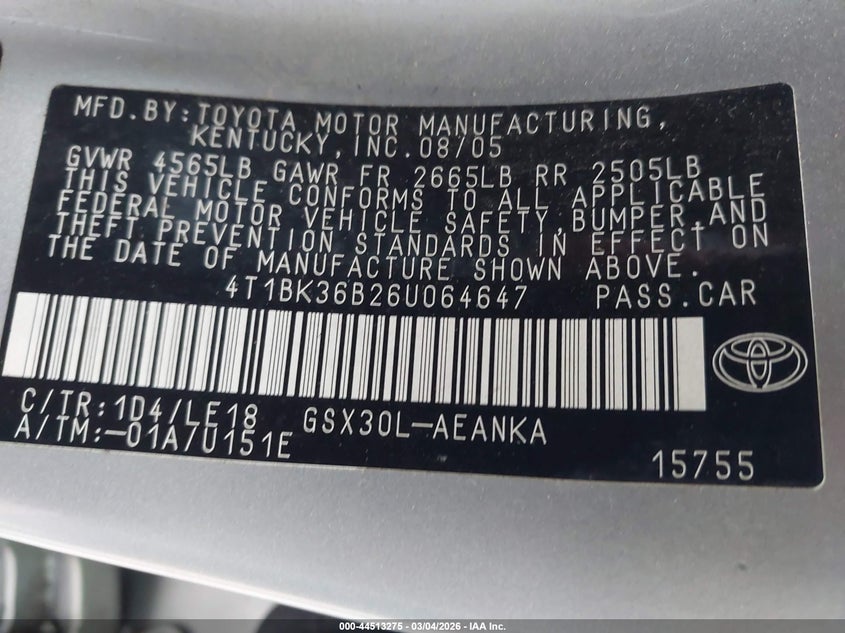 MFD.BY:TOYOTA MOTOR MANUFACTURING,
KENTUCKY,INC.08/05
GVWR 4565LB GAWR FR 2665LB RR 2505LB
THIS VEHICLE CONFORMS TO ALL APPLICABLE
FEDERAL MOTOR VEHICLE SAFETY,BUMPER,AND
THEFT PREVENTION STANDARDS IN EFFECT ON
THE DATE OF MANUFACTURE SHOWN ABOVE.
4T1BK36B26U064647 PASS.CAR
C/TR:1D4/LE18 GSX30L-AEANKA
A/TM:-01A/U151E
15755
000-44513275 - 03/04/2026 - IAA Inc.